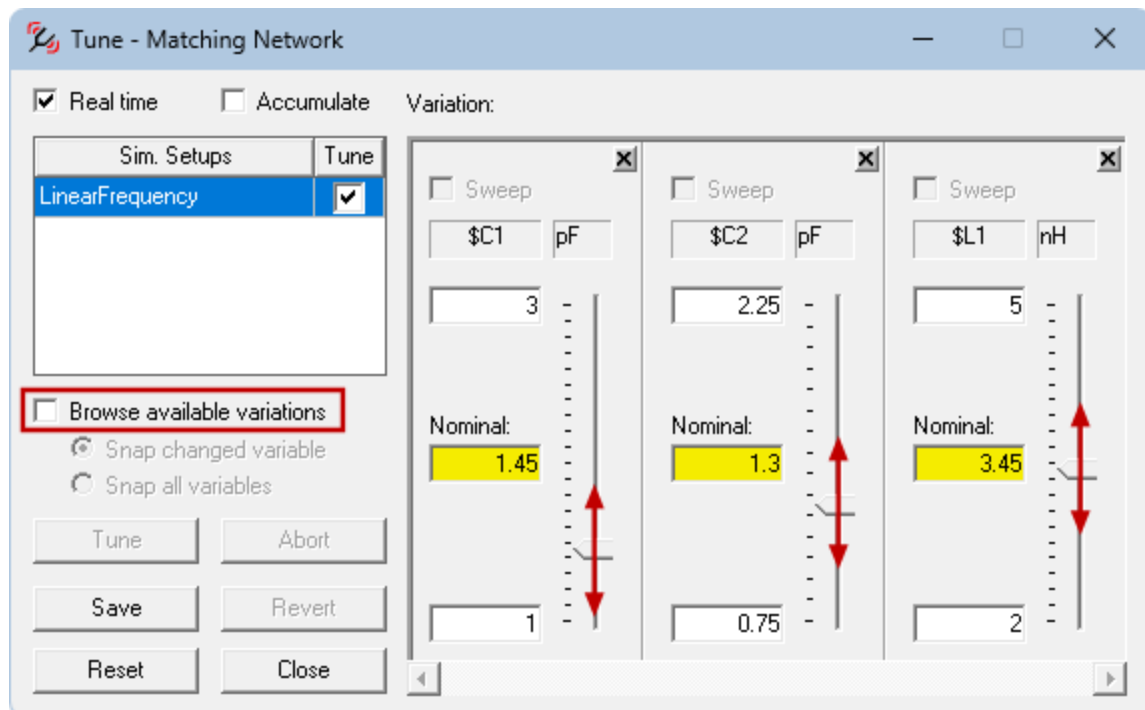 Tune - Matching Network
Real time
Accumulate
Variation:
Sim. Setups
Tune
LinearFrequency
Browse available variations
Snap changed variable
Snap all variables
Tune
Abort
Save
Revert
Reset
Close
Sweep
$C1
pF
3
Nominal:
1.45
1
Sweep
$C2
pF
2.25
Nominal:
1.3
0.75
Sweep
$L1
nH
5
Nominal:
3.45
2